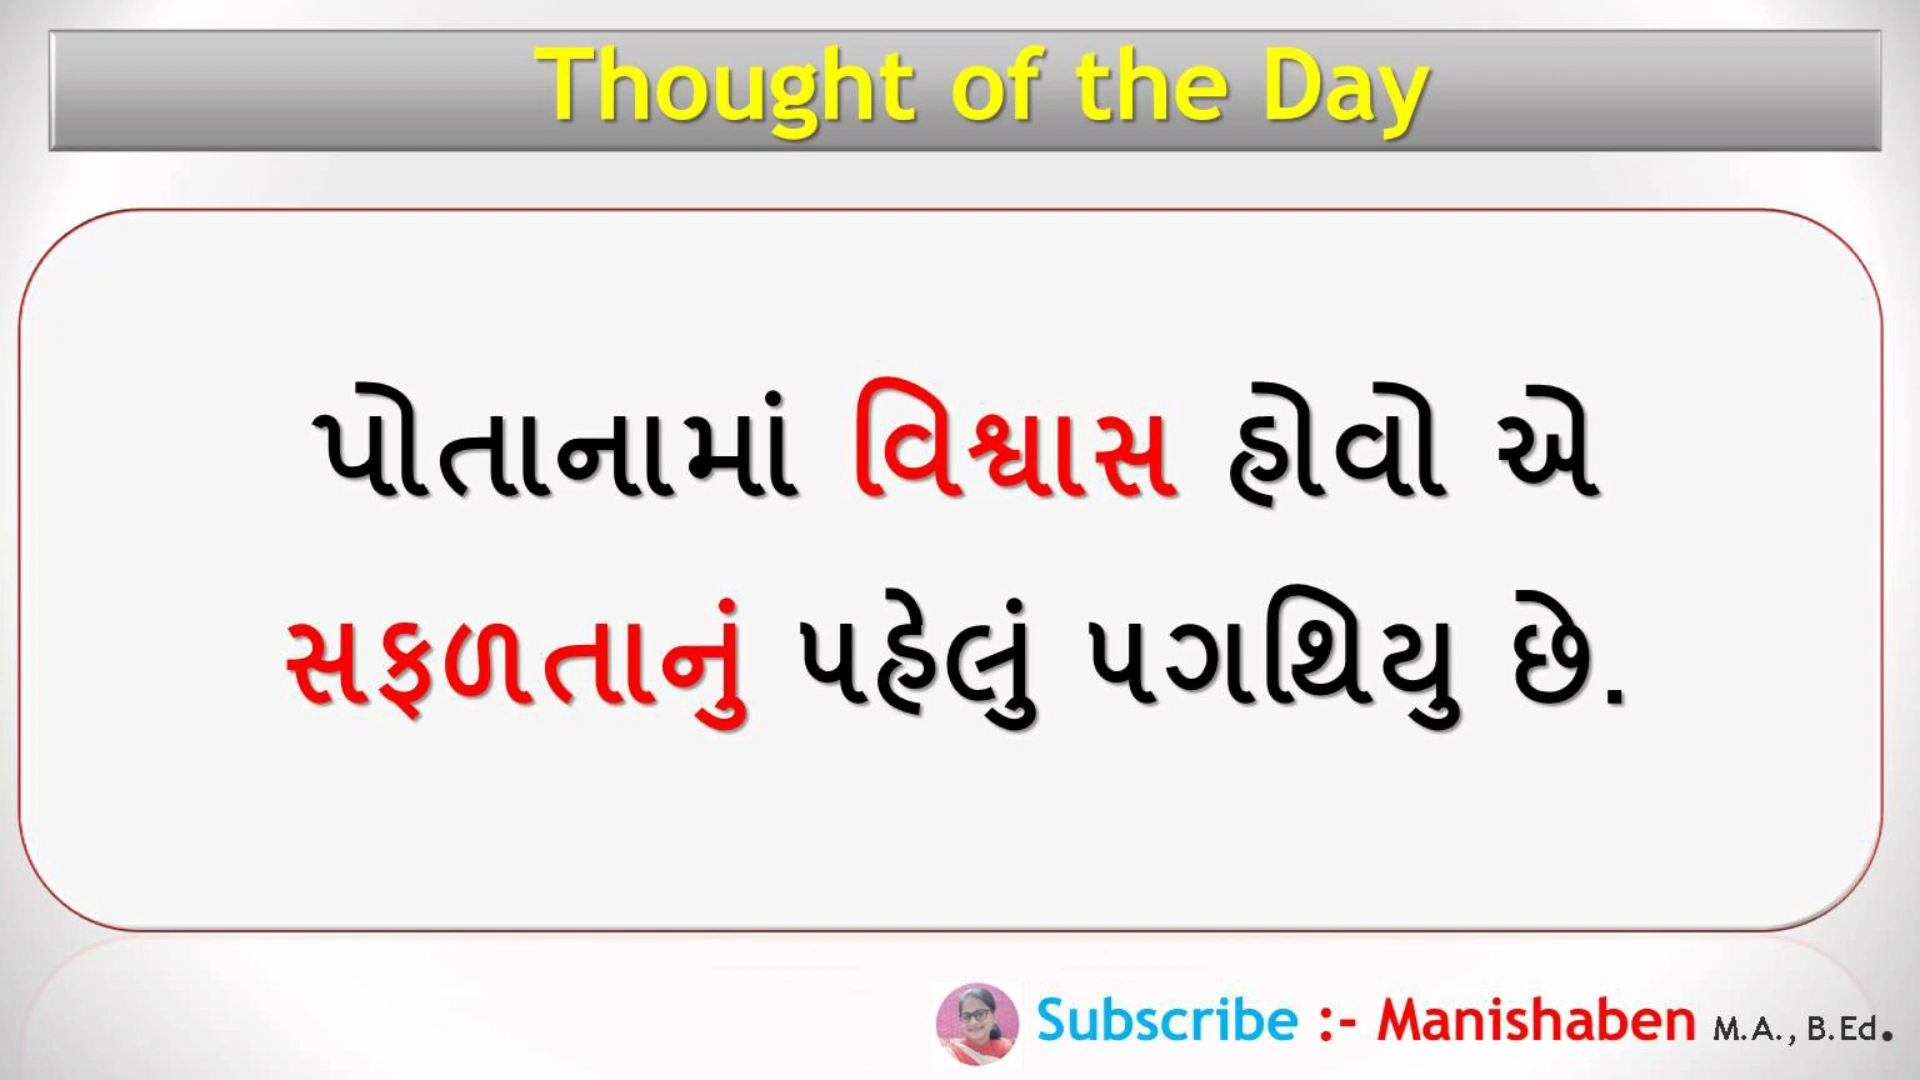 Thought of the Day
પોતાનામાં વિશ્વાસ હોવો એ
સફળતાનું પહેલું પગથિયુ છે.
Subscribe :- Manishaben M.A., B.Ed.